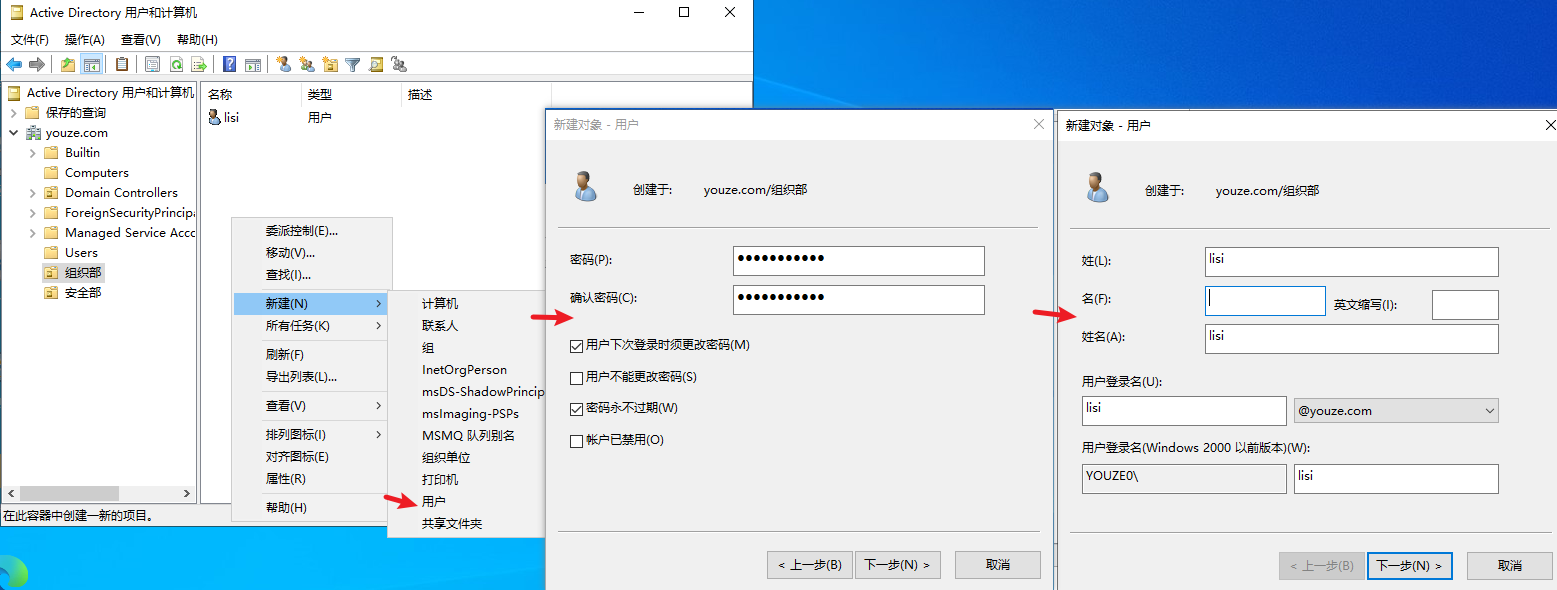 Active Directory 用户和计算机
文件(F) 操作(A) 查看(V) 帮助(H)
Active Directory 用户和计算机
保存的查询
youze.com
Builtin
Computers
Domain Controllers
ForeignSecurityPrincipa
Managed Service Acco
Users
组织部
安全部
名称 类型 描述
lisi 用户
委派控制(E)...
移动(V)...
查找(I)...
新建(N)
所有任务(K)
刷新(F)
导出列表(L)...
查看(V)
排列图标(I)
对齐图标(E)
属性(R)
帮助(H)
计算机
联系人
组
InetOrgPerson
msDS-ShadowPrincip
msImaging-PSPs
MSMQ 队列别名
组织单位
打印机
用户
共享文件夹
在此容器中创建一新的项目。
新建对象 - 用户
创建于: youze.com/组织部
密码(P): •••••••••••
确认密码(C): •••••••••••
用户下次登录时须更改密码(M)
用户不能更改密码(S)
密码永不过期(W)
帐户已禁用(O)
< 上一步(B) 下一步(N) > 取消
新建对象 - 用户
创建于: youze.com/组织部
姓(L): lisi
名(F): 英文缩写(I):
姓名(A): lisi
用户登录名(U):
lisi @youze.com
用户登录名(Windows 2000 以前版本)(W):
YOUZE0\ lisi
< 上一步(B) 下一步(N) > 取消